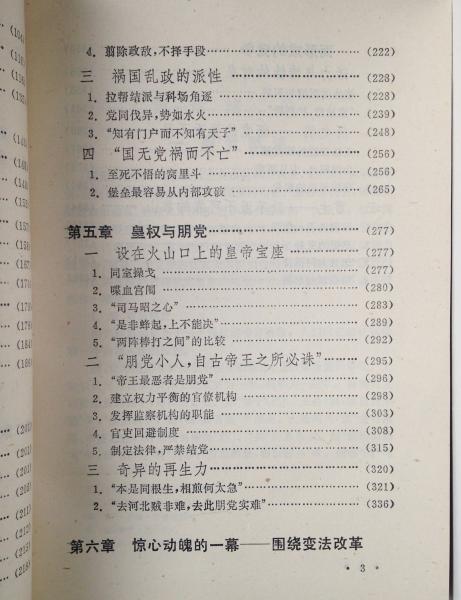 4. 翦除政敌，不择手段……(222)
三 祸国乱政的派性……(228)
1. 拉帮结派与科场角逐……(228)
2. 党同伐异，势如水火……(239)
3. “知有门户而不知有天子”……(248)
四 “国无党祸而不亡”……(256)
1. 至死不悟的窝里斗……(256)
2. 堡垒最容易从内部攻破……(265)
第五章 皇权与朋党……(277)
一 设在火山口上的皇帝宝座……(277)
1. 同室操戈……(277)
2. 喋血宫闱……(280)
3. “司马昭之心”……(283)
4. “是非蜂起，上不能决”……(289)
5. “两阵棒打之间”的比较……(292)
二 “朋党小人，自古帝王之所必诛”……(295)
1. “帝王最恶者是朋党”……(296)
2. 建立权力平衡的官僚机构……(298)
3. 发挥监察机构的职能……(303)
4. 官吏回避制度……(308)
5. 制定法律，严禁结党……(315)
三 奇异的再生力……(320)
1. “本是同根生，相煎何太急”……(321)
2. “去河北贼非难，去此朋党实难”……(336)
第六章 惊心动魄的一幕——围绕变法改革
• 3 •